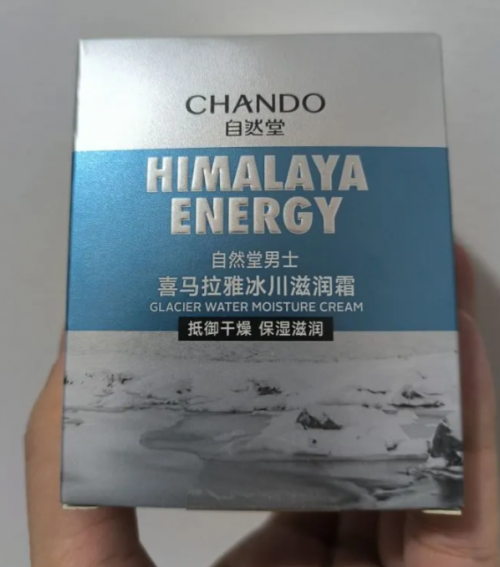 CHANDO
自然堂
HIMALAYA
ENERGY
自然堂男士
喜马拉雅冰川滋润霜
GLACIER WATER MOISTURE CREAM
抵御干燥 保湿滋润